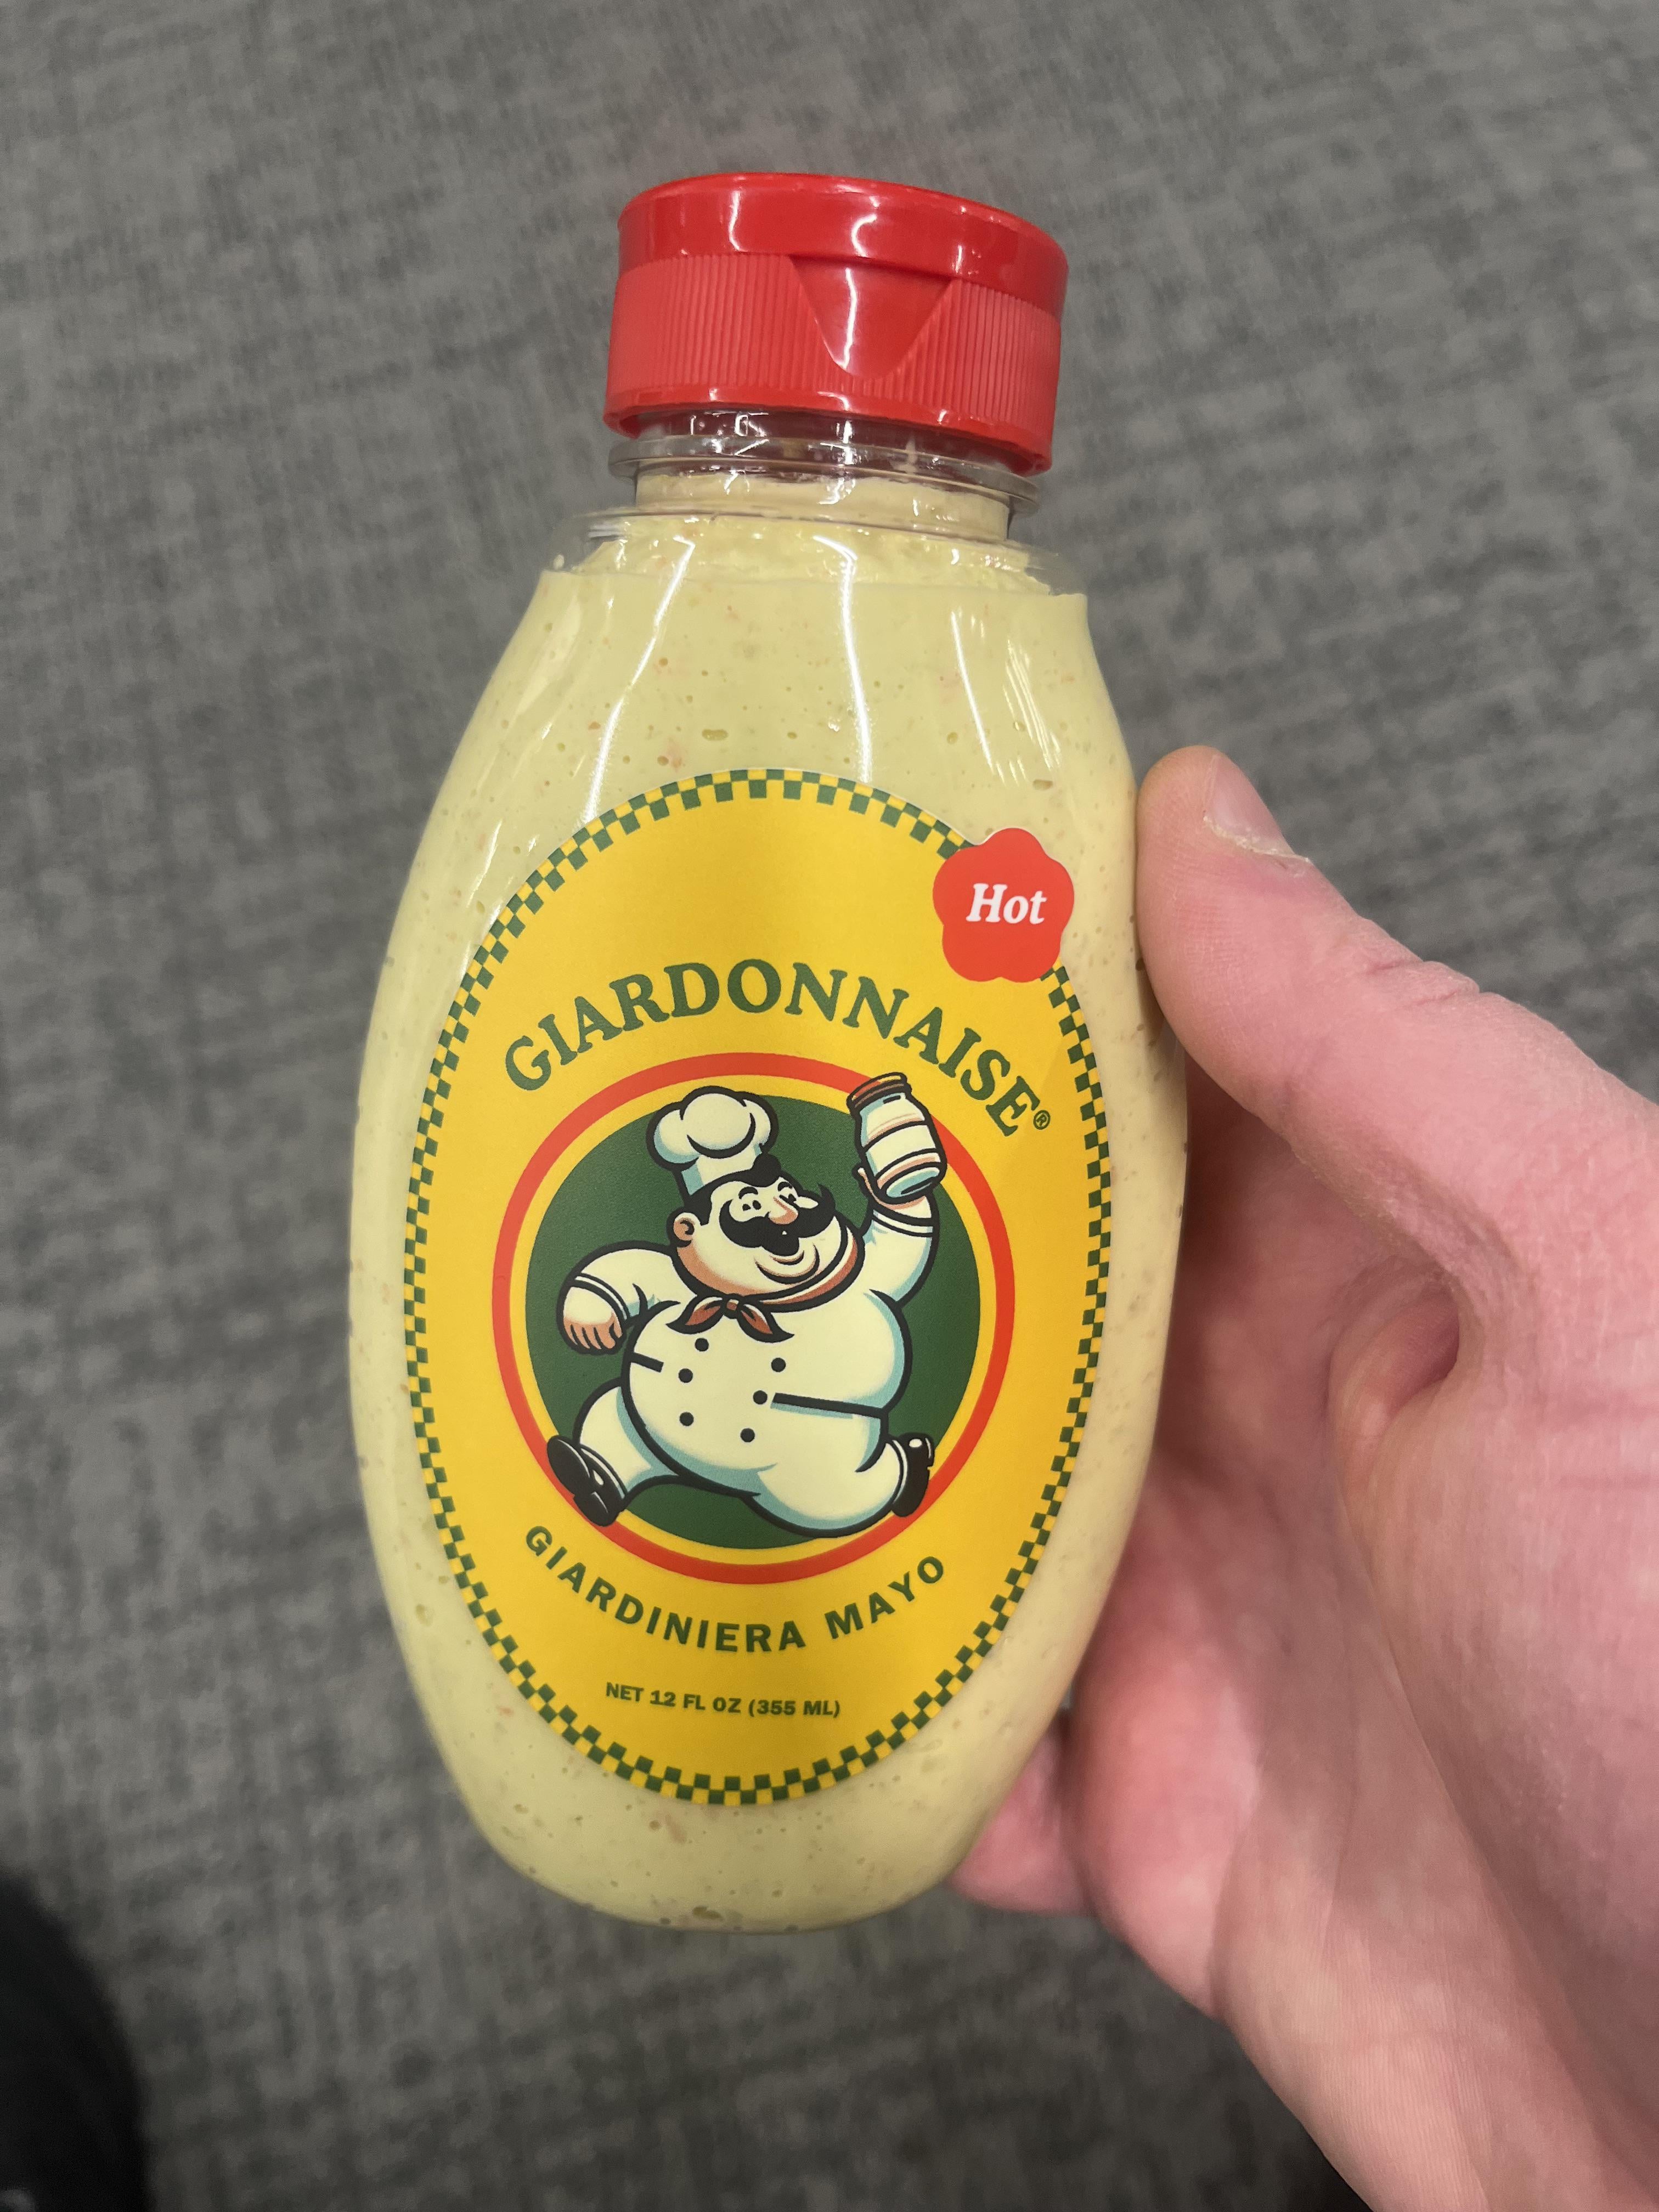 Hot
GIARDONNAISE®
GIARDINIERA MAYO
NET 12 FL OZ (355 ML)